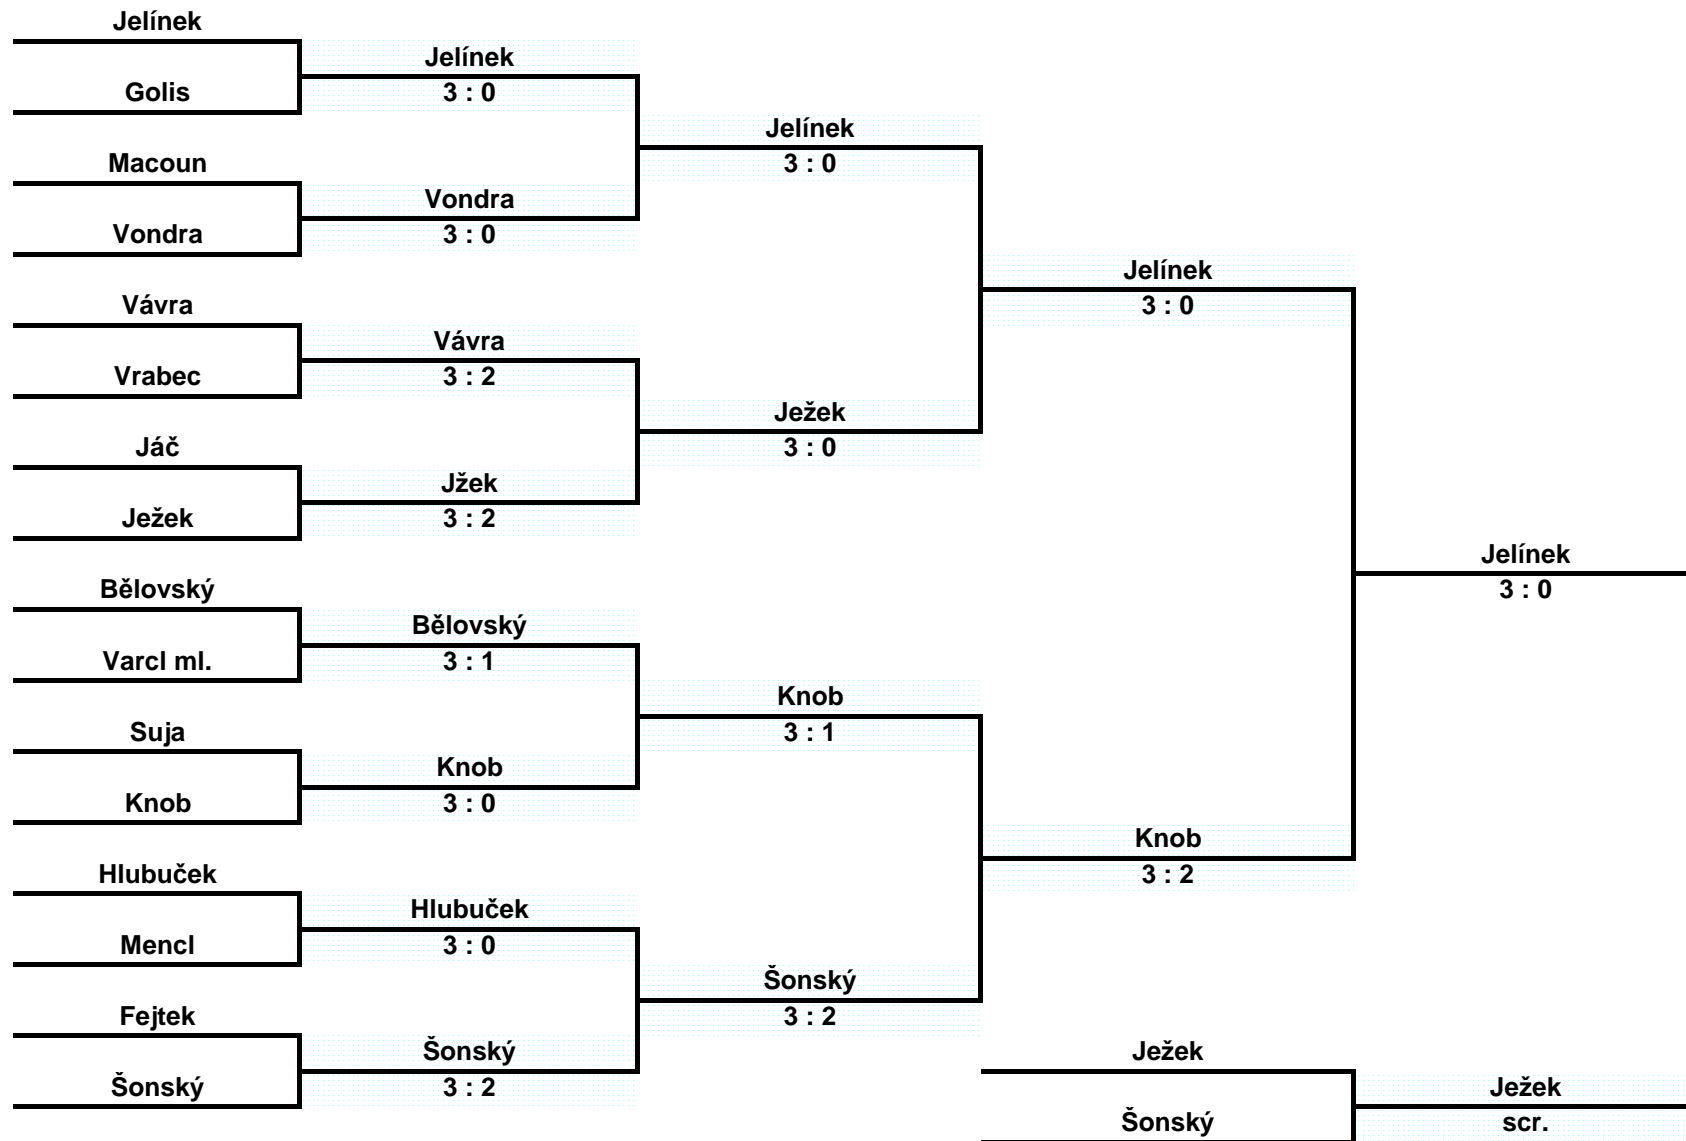 Jelínek
Golis
Macoun
Vondra
Vávra
Vrabec
Jáč
Ježek
Bělovský
Varcl ml.
Suja
Knob
Hlubuček
Mencl
Fejtek
Šonský
Jelínek
3 : 0
Vondra
3 : 0
Vávra
3 : 2
Jžek
3 : 2
Bělovský
3 : 1
Knob
3 : 0
Hlubuček
3 : 0
Šonský
3 : 2
Jelínek
3 : 0
Ježek
3 : 0
Knob
3 : 1
Šonský
3 : 2
Jelínek
3 : 0
Knob
3 : 2
Jelínek
3 : 0
Ježek
Šonský
Ježek
scr.